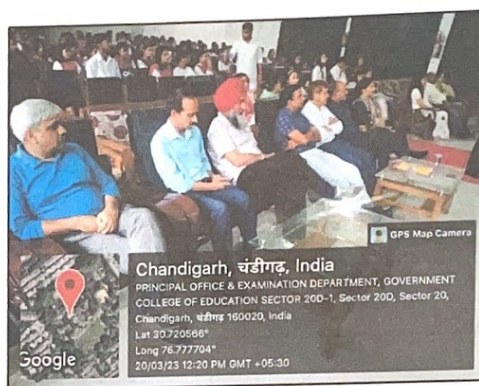 GPS Map Camera
Chandigarh, चंडीगढ़, India
PRINCIPAL OFFICE & EXAMINATION DEPARTMENT, GOVERNMENT
COLLEGE OF EDUCATION SECTOR 20D-1, Sector 20D, Sector 20,
Chandigarh, चंडीगढ़ 160020, India
Lat 30.720566°
Long 76.777704°
20/03/23 12:20 PM GMT +05:30
Google